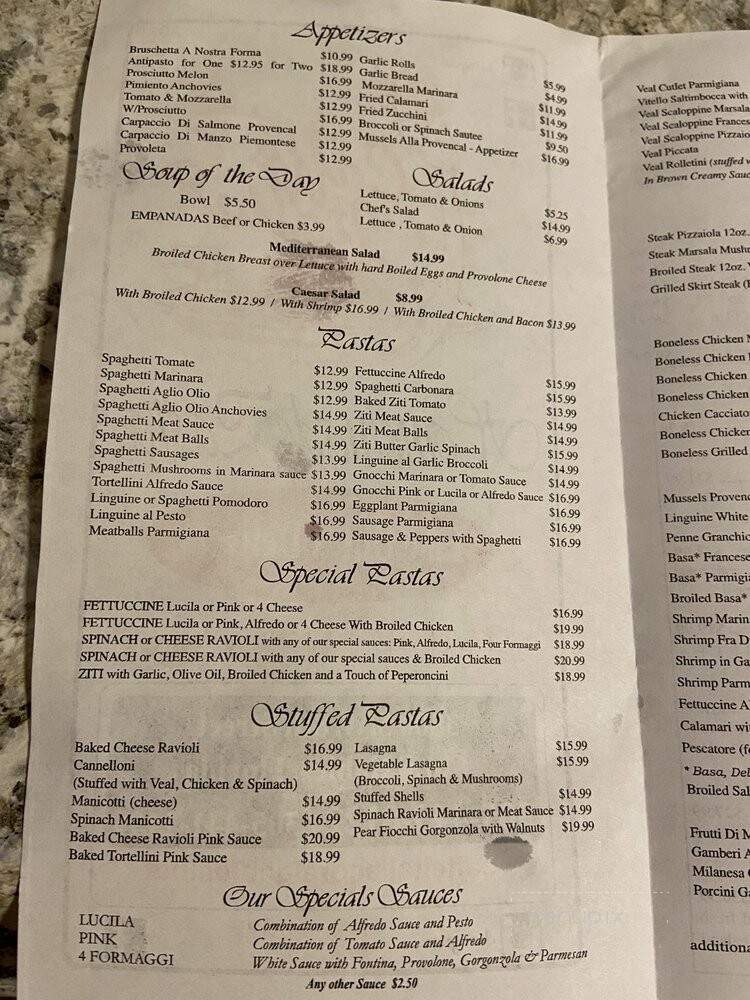 Appetizers
Bruschetta A Nostra Forma $10.99
Antipasto for One $12.95 for Two $18.99
Prosciutto Melon $16.99
Pimiento Anchovies $12.99
Tomato & Mozzarella $12.99
W/Prosciutto $16.99
Carpaccio Di Salmone Provencal $12.99
Carpaccio Di Manzo Piemontese $12.99
Provoleta $12.99
Garlic Rolls $5.99
Garlic Bread $4.99
Mozzarella Marinara $11.99
Fried Calamari $14.99
Fried Zucchini $11.99
Broccoli or Spinach Sautee $9.50
Mussels Alla Provencal - Appetizer $16.99
Soup of the Day
Bowl $5.50
EMPANADAS Beef or Chicken $3.99
Salads
Lettuce, Tomato & Onions $5.25
Chef's Salad $14.99
Lettuce , Tomato & Onion $6.99
Mediterranean Salad $14.99
Broiled Chicken Breast over Lettuce with hard Boiled Eggs and Provolone Cheese
Caesar Salad $8.99
With Broiled Chicken $12.99 / With Shrimp $16.99 / With Broiled Chicken and Bacon $13.99
Pastas
Spaghetti Tomate $12.99
Spaghetti Marinara $12.99
Spaghetti Aglio Olio $12.99
Spaghetti Aglio Olio Anchovies $14.99
Spaghetti Meat Sauce $14.99
Spaghetti Meat Balls $14.99
Spaghetti Sausages $13.99
Spaghetti Mushrooms in Marinara sauce $13.99
Tortellini Alfredo Sauce $14.99
Linguine or Spaghetti Pomodoro $16.99
Linguine al Pesto $16.99
Meatballs Parmigiana $16.99
Fettuccine Alfredo $15.99
Spaghetti Carbonara $15.99
Baked Ziti Tomato $13.99
Ziti Meat Sauce $14.99
Ziti Meat Balls $14.99
Ziti Butter Garlic Spinach $15.99
Linguine al Garlic Broccoli $14.99
Gnocchi Marinara or Tomato Sauce $14.99
Gnocchi Pink or Lucila or Alfredo Sauce $16.99
Eggplant Parmigiana $16.99
Sausage Parmigiana $16.99
Sausage & Peppers with Spaghetti $16.99
Special Pastas
FETTUCCINE Lucila or Pink or 4 Cheese $16.99
FETTUCCINE Lucila or Pink, Alfredo or 4 Cheese With Broiled Chicken $19.99
SPINACH or CHEESE RAVIOLI with any of our special sauces: Pink, Alfredo, Lucila, Four Formaggi $18.99
SPINACH or CHEESE RAVIOLI with any of our special sauces & Broiled Chicken $20.99
ZITI with Garlic, Olive Oil, Broiled Chicken and a Touch of Peperoncini $18.99
Stuffed Pastas
Baked Cheese Ravioli $16.99
Cannelloni $14.99
(Stuffed with Veal, Chicken & Spinach)
Manicotti (cheese) $14.99
Spinach Manicotti $16.99
Baked Cheese Ravioli Pink Sauce $20.99
Baked Tortellini Pink Sauce $18.99
Lasagna $15.99
Vegetable Lasagna $15.99
(Broccoli, Spinach & Mushrooms)
Stuffed Shells $14.99
Spinach Ravioli Marinara or Meat Sauce $14.99
Pear Fiocchi Gorgonzola with Walnuts $19.99
Our Specials Sauces
LUCILA Combination of Alfredo Sauce and Pesto
PINK Combination of Tomato Sauce and Alfredo
4 FORMAGGI White Sauce with Fontina, Provolone, Gorgonzola & Parmesan
Any other Sauce $2.50
Veal Cutlet Parmigiana
Vitello Saltimbocca with
Veal Scaloppine Marsala
Veal Scaloppine Frances
Veal Scaloppine Pizzaio
Veal Piccata
Veal Rolletini (stuffed
In Brown Creamy Sauc
Steak Pizzaiola 12oz.
Steak Marsala Mushr
Broiled Steak 12oz.
Grilled Skirt Steak (
Boneless Chicken
Boneless Chicken
Boneless Chicken
Boneless Chicken
Chicken Cacciato
Boneless Chicken
Boneless Grilled
Mussels Provenc
Linguine White
Penne Granchio
Basa* Francese
Basa* Parmigia
Broiled Basa*
Shrimp Marin
Shrimp Fra D
Shrimp in Ga
Shrimp Parm
Fettuccine A
Calamari wi
Pescatore (f
* Basa, Del
Broiled Sal
Frutti Di M
Gamberi A
Milanesa
Porcini G
additiona